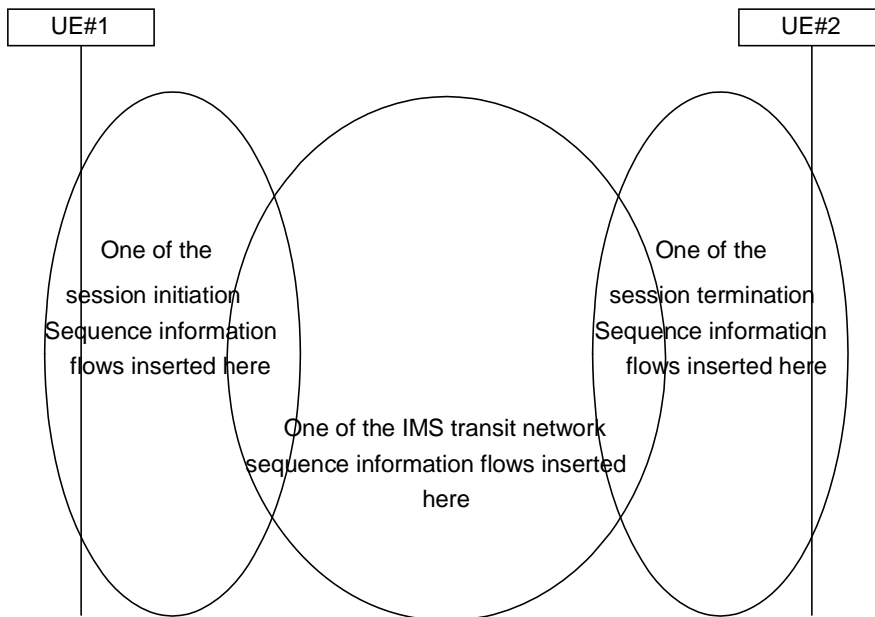 UE#1
UE#2
One of the
session initiation
Sequence information
flows inserted here
One of the
session termination
Sequence information
flows inserted here
One of the IMS transit network
sequence information flows inserted
here